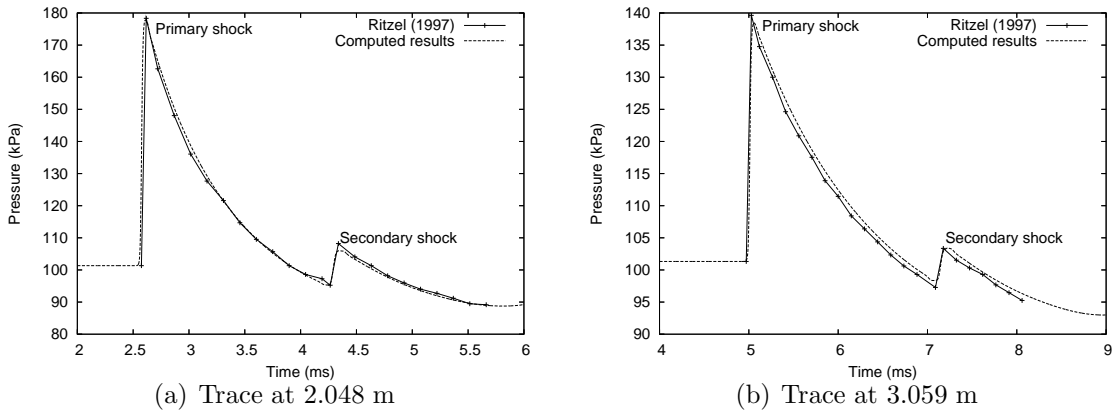 180
170
160
150
140
130
120
110
100
90
80
Pressure (kPa)
2
2.5
3
3.5
4
4.5
5
5.5
6
Time (ms)
Primary shock
Secondary shock
Ritzel (1997)
Computed results
(a) Trace at 2.048 m
140
135
130
125
120
115
110
105
100
95
90
Pressure (kPa)
4
5
6
7
8
9
Time (ms)
Primary shock
Secondary shock
Ritzel (1997)
Computed results
(b) Trace at 3.059 m